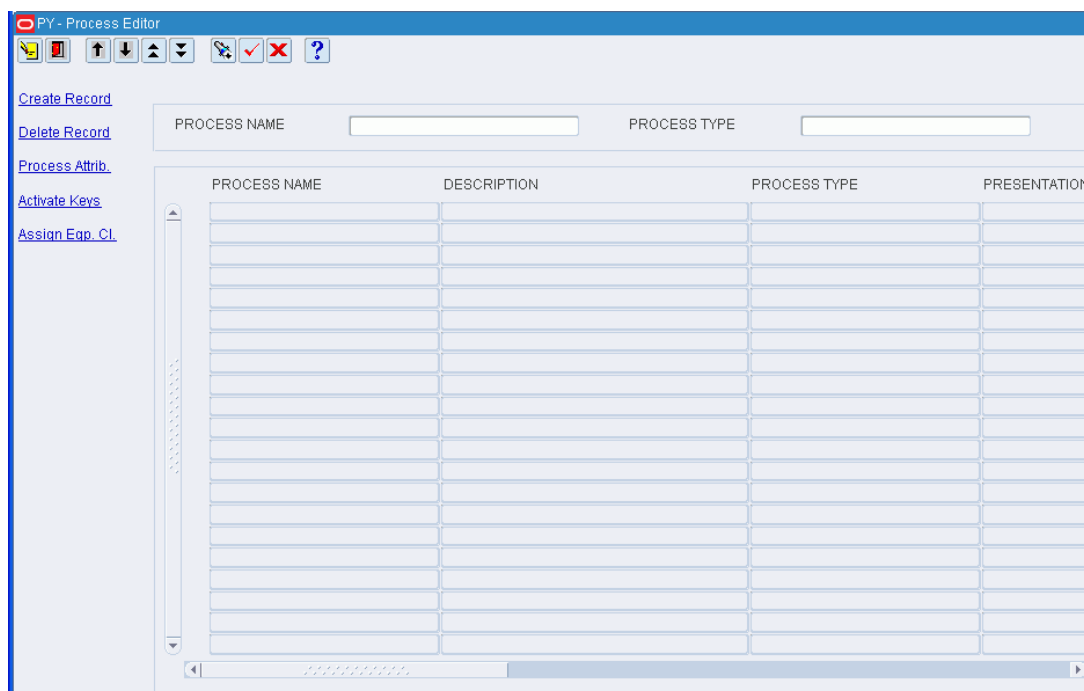 PY - Process Editor
?
Create Record
Delete Record
Process Attrib.
Activate Keys
Assign Eqp. Cl.
PROCESS NAME PROCESS TYPE
PROCESS NAME DESCRIPTION PROCESS TYPE PRESENTATION